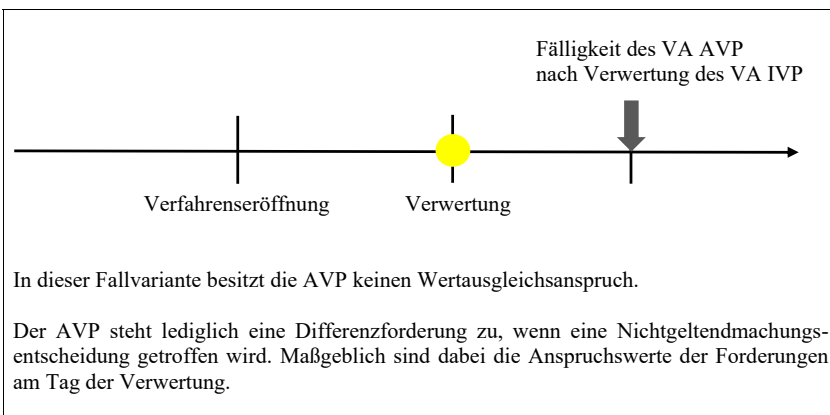 Fälligkeit des VA AVP
nach Verwertung des VA IVP
Verfahrenseröffnung Verwertung
In dieser Fallvariante besitzt die AVP keinen Wertausgleichsanspruch.
Der AVP steht lediglich eine Differenzforderung zu, wenn eine Nichtgeltendmachungs-
entscheidung getroffen wird. Maßgeblich sind dabei die Anspruchswerte der Forderungen
am Tag der Verwertung.